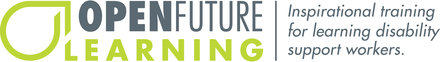 OPENFUTURE
LEARNING
Inspirational training
for learning disability
support workers.